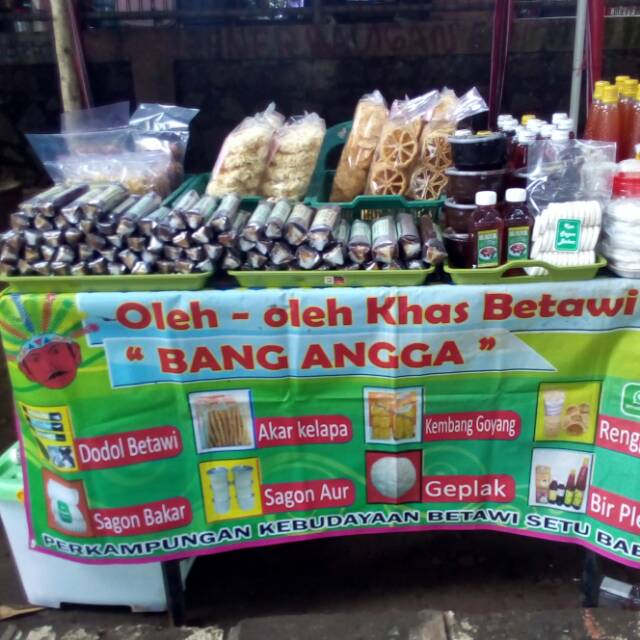 Oleh - oleh Khas Betawi
" BANG ANGGA "
Dodol Betawi
Akar kelapa
Kembang Goyang
Sagon Bakar
Sagon Aur
Geplak
Bir
PERKAMPUNGAN KEBUDAYAAN BETAWI SETU